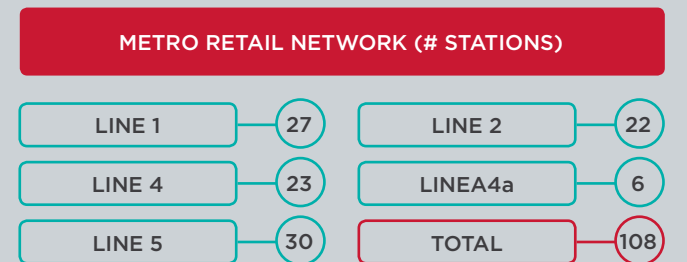 METRO RETAIL NETWORK (# STATIONS)
LINE 1 27 LINE 2 22
LINE 4 23 LINEA4a 6
LINE 5 30 TOTAL 108